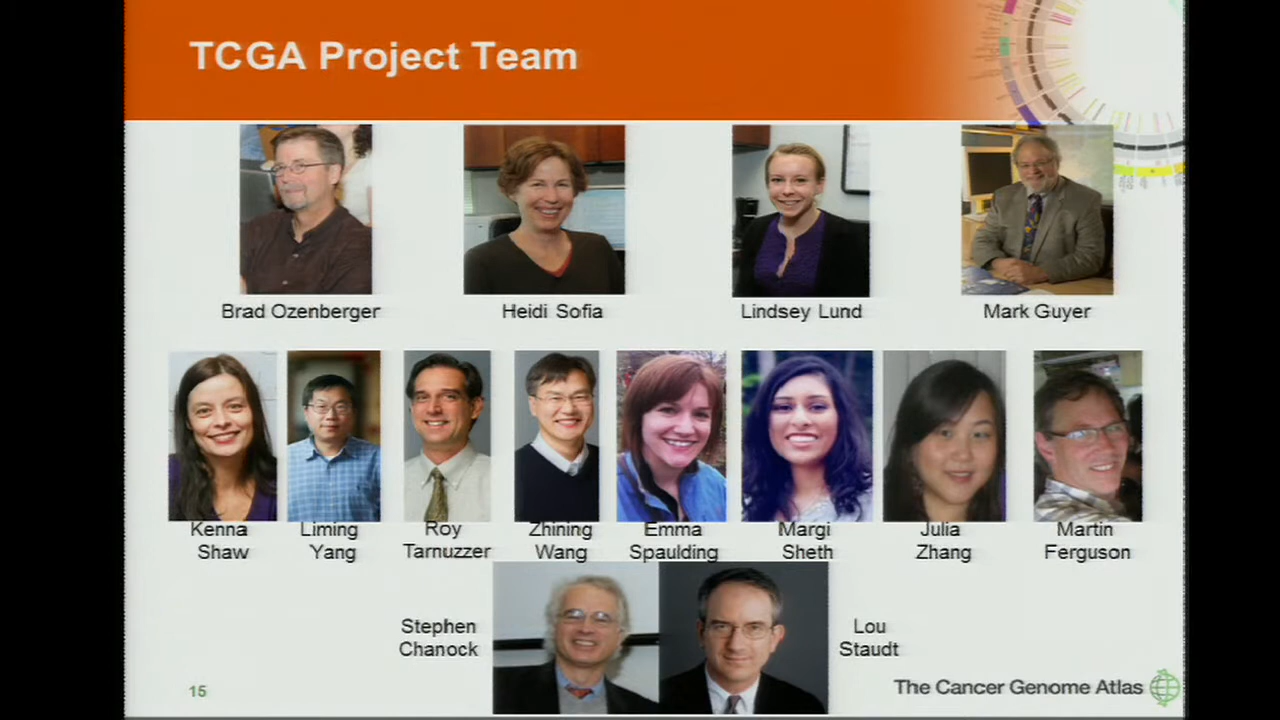 TCGA Project Team
Brad Ozenberger
Heidi Sofia
Lindsey Lund
Mark Guyer
Kenna
Shaw
Liming
Yang
Roy
Tarnuzzer
Zhining
Wang
Emma
Spaulding
Margi
Sheth
Julia
Zhang
Martin
Ferguson
Stephen
Chanock
Lou
Staudt
15
The Cancer Genome Atlas